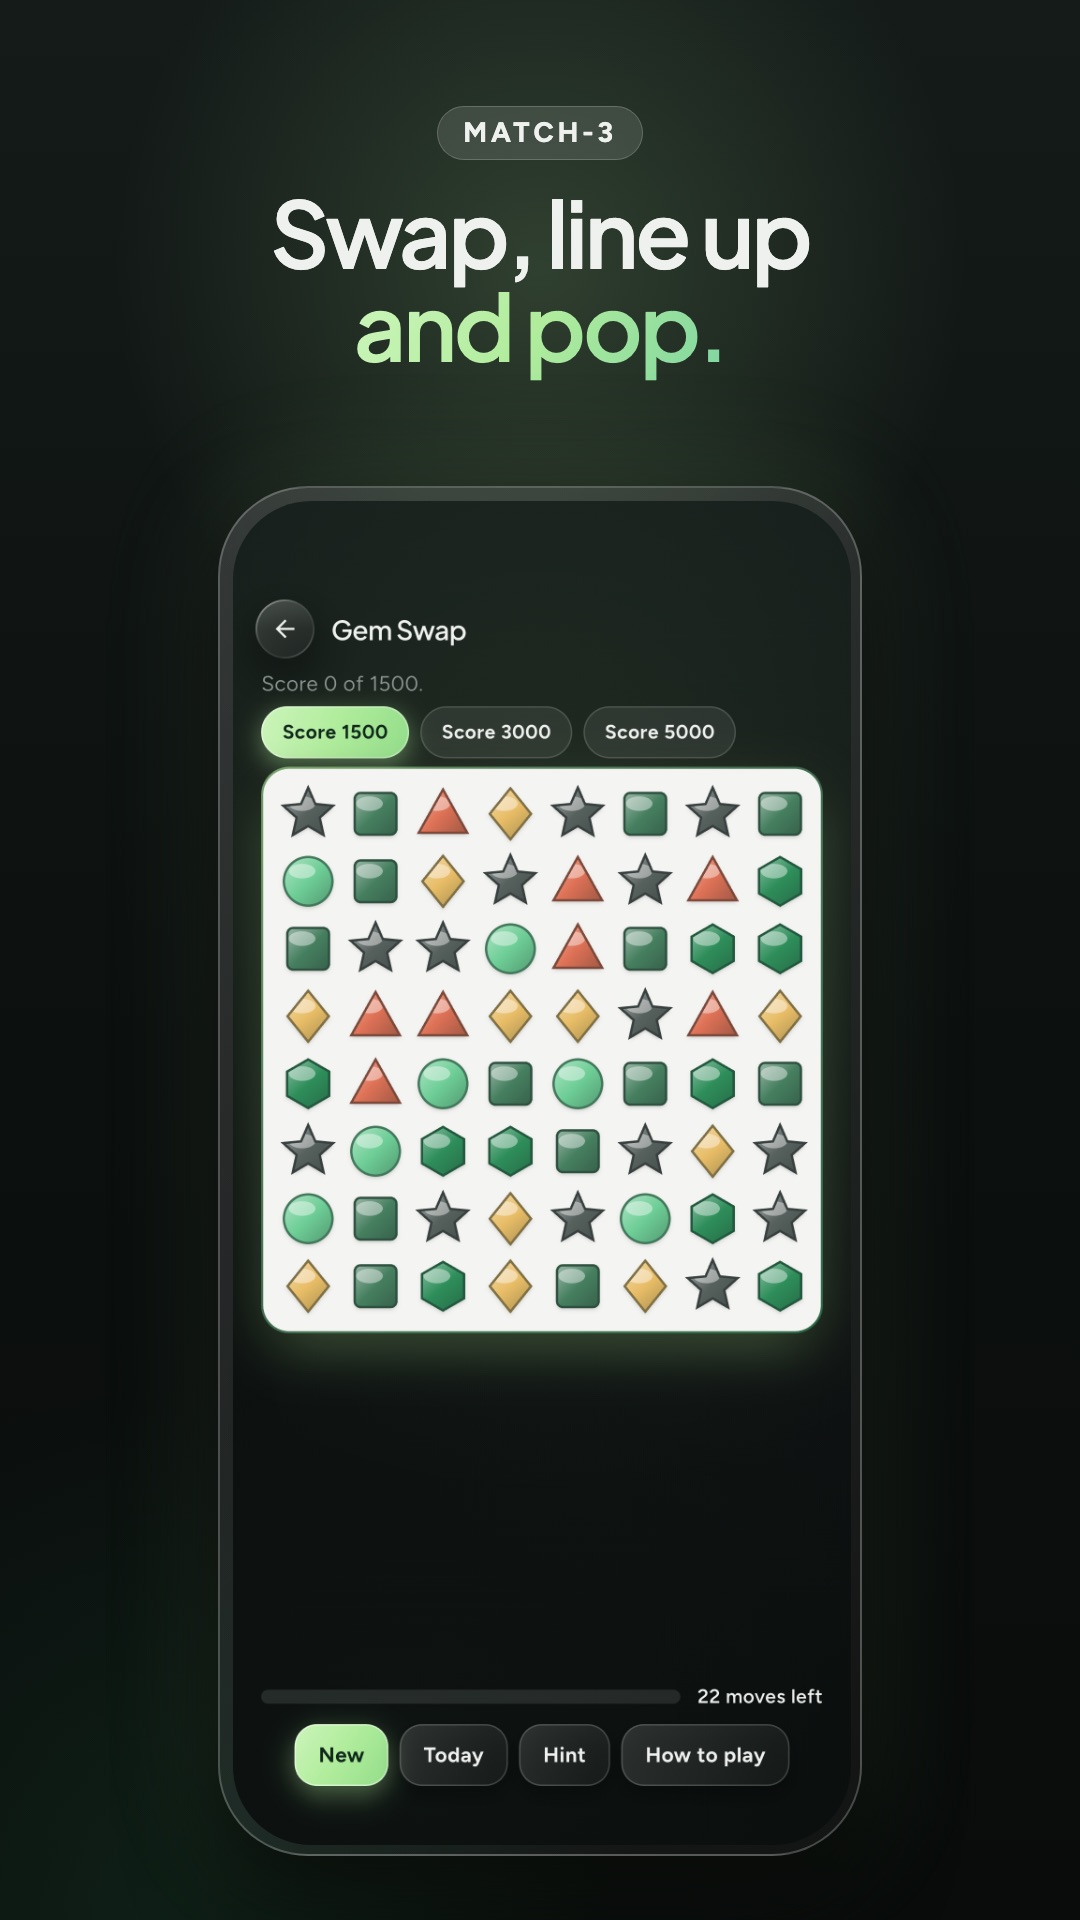 MATCH-3
Swap, line up
and pop.
Gem Swap
Score 0 of 1500.
Score 1500
Score 3000
Score 5000
22 moves left
New
Today
Hint
How to play